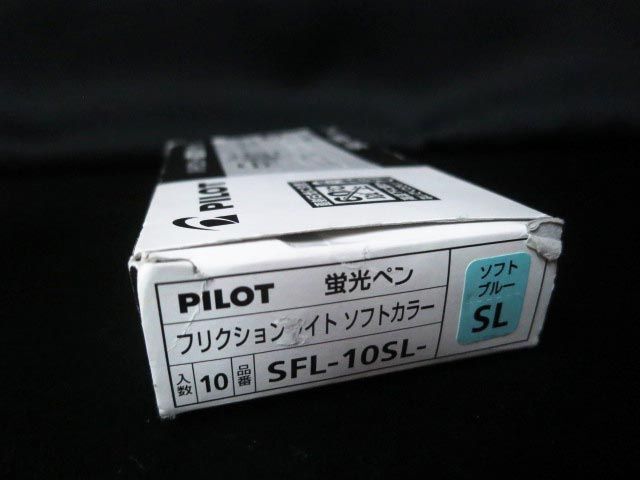 PILOT
PILOT 蛍光ペン
フリクション イト ソフトカラー
入数 10 品番 SFL-10SL-
ソフト
ブルー
SL